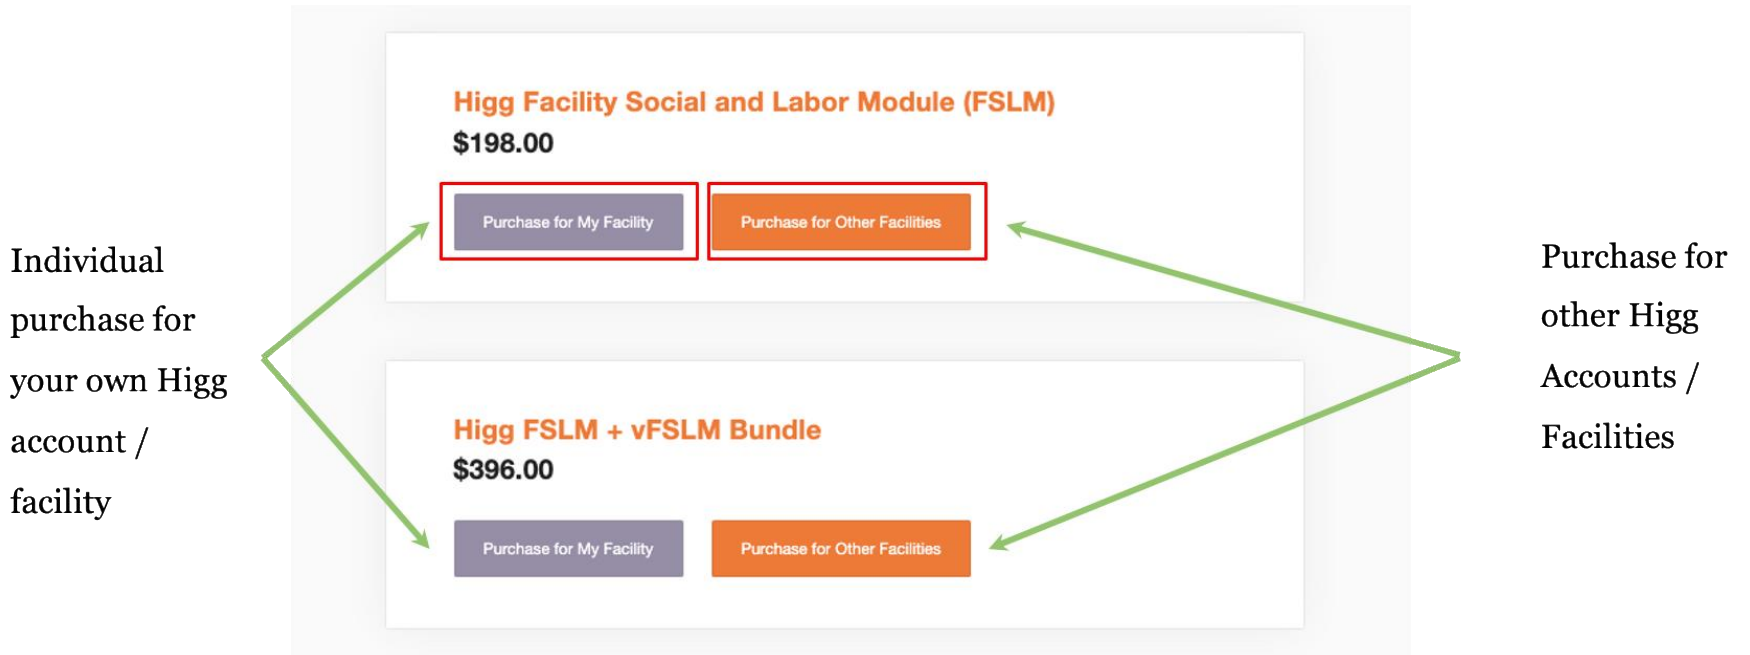 Higg Facility Social and Labor Module (FSLM)
$198.00
Purchase for My Facility
Purchase for Other Facilities
Individual
purchase for
your own Higg
account /
facility
Purchase for
other Higg
Accounts /
Facilities
Higg FSLM + vFSLM Bundle
$396.00
Purchase for My Facility
Purchase for Other Facilities